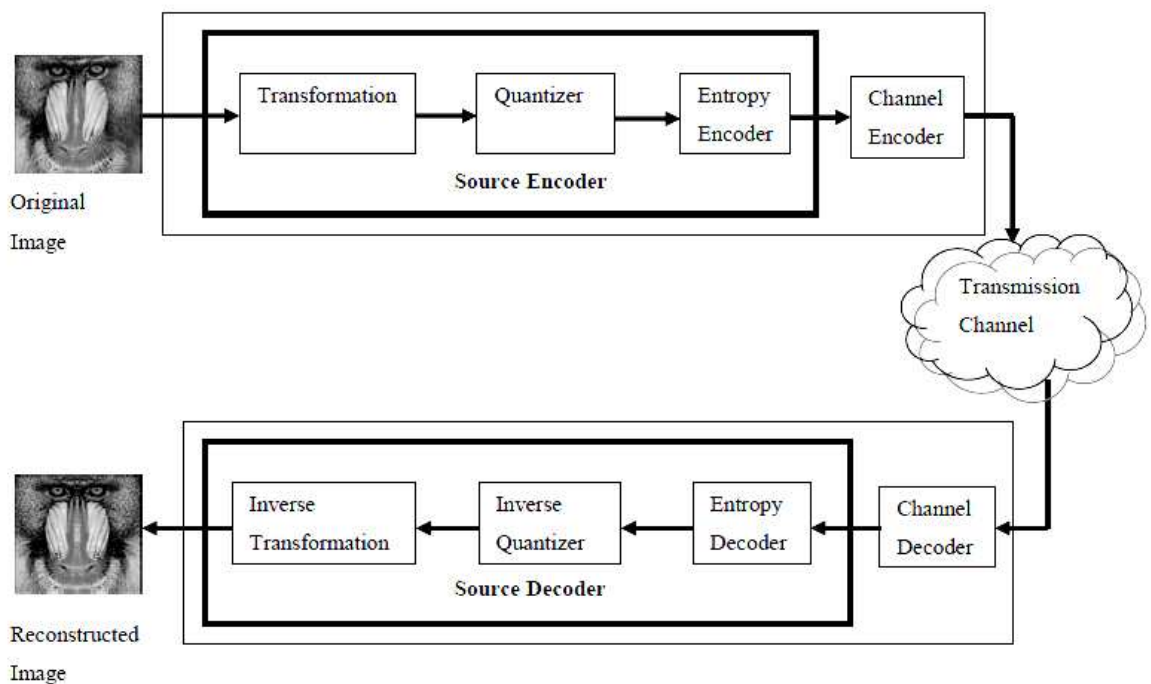 Transformation
Quantizer
Entropy
Encoder
Channel
Encoder
Source Encoder
Original
Image
Transmission
Channel
Inverse
Transformation
Inverse
Quantizer
Entropy
Decoder
Channel
Decoder
Source Decoder
Reconstructed
Image